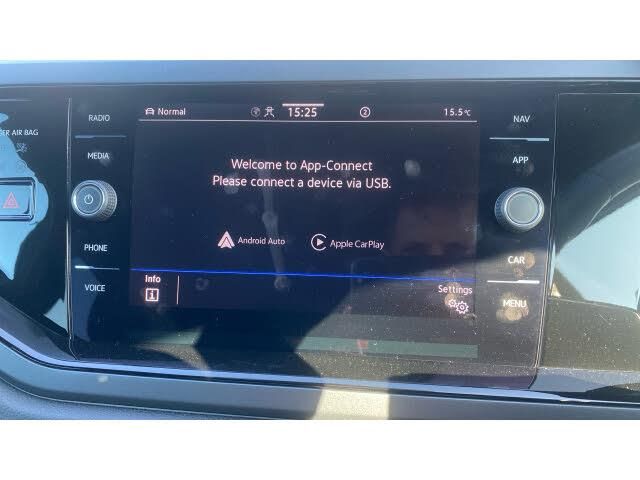 RADIO
MEDIA
PHONE
VOICE
AIR BAG
Normal
15:25
2
15.5°C
Welcome to App-Connect
Please connect a device via USB.
Android Auto
Apple CarPlay
Info
Settings
NAV
APP
CAR
MENU